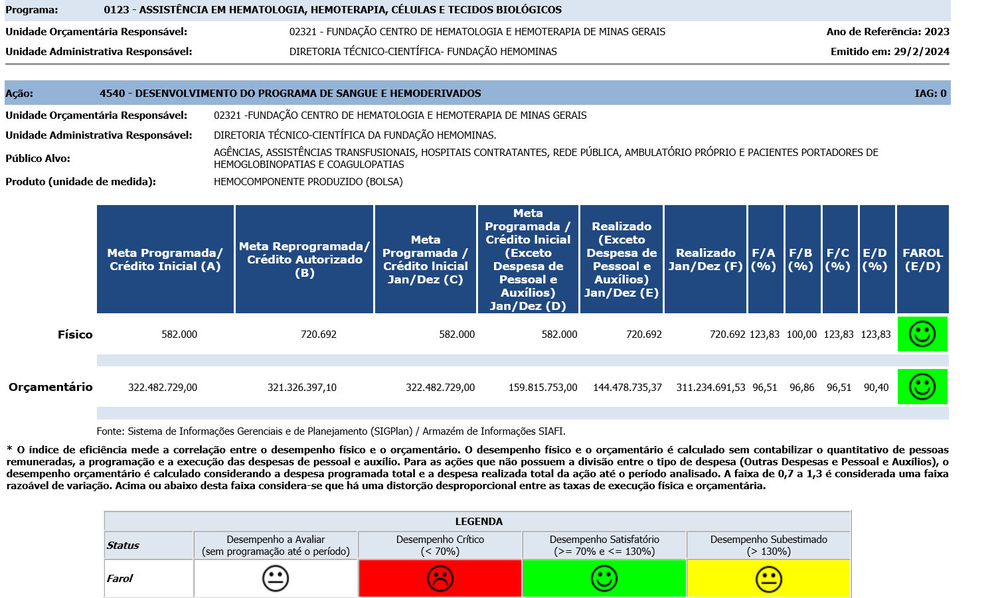 Programa: 0123 - ASSISTÊNCIA EM HEMATOLOGIA, HEMOTERAPIA, CÉLULAS E TECIDOS BIOLÓGICOS
Unidade Orçamentária Responsável: 02321 - FUNDAÇÃO CENTRO DE HEMATOLOGIA E HEMOTERAPIA DE MINAS GERAIS Ano de Referência: 2023
Unidade Administrativa Responsável: DIRETORIA TÉCNICO-CIENTÍFICA- FUNDAÇÃO HEMOMINAS Emitido em: 29/2/2024
Ação: 4540 - DESENVOLVIMENTO DO PROGRAMA DE SANGUE E HEMODERIVADOS IAG: 0
Unidade Orçamentária Responsável: 02321 -FUNDAÇÃO CENTRO DE HEMATOLOGIA E HEMOTERAPIA DE MINAS GERAIS
Unidade Administrativa Responsável: DIRETORIA TÉCNICO-CIENTÍFICA DA FUNDAÇÃO HEMOMINAS.
Público Alvo: AGÊNCIAS, ASSISTÊNCIAS TRANSFUSIONAIS, HOSPITAIS CONTRATANTES, REDE PÚBLICA, AMBULATÓRIO PRÓPRIO E PACIENTES PORTADORES DE
HEMOGLOBINOPATIAS E COAGULOPATIAS
Produto (unidade de medida): HEMOCOMPONENTE PRODUZIDO (BOLSA)
Meta Programada/
Crédito Inicial (A)
Meta Reprogramada/
Crédito Autorizado
(B)
Meta
Programada /
Crédito Inicial
Jan/Dez (C)
Meta
Programada /
Crédito Inicial
(Exceto
Despesa de
Pessoal e
Auxílios)
Jan/Dez (D)
Realizado
(Exceto
Despesa de
Pessoal e
Auxílios)
Jan/Dez (E)
Realizado
Jan/Dez (F)
F/A
(%)
F/B
(%)
F/C
(%)
E/D
(%)
FAROL
(E/D)
Físico 582.000 720.692 582.000 582.000 720.692 720.692 123,83 100,00 123,83 123,83
Orçamentário 322.482.729,00 321.326.397,10 322.482.729,00 159.815.753,00 144.478.735,37 311.234.691,53 96,51 96,86 96,51 90,40
Fonte: Sistema de Informações Gerenciais e de Planejamento (SIGPlan) / Armazém de Informações SIAFI.
* O índice de eficiência mede a correlação entre o desempenho físico e o orçamentário. O desempenho físico e o orçamentário é calculado sem contabilizar o quantitativo de pessoas
remuneradas, a programação e a execução das despesas de pessoal e auxílio. Para as ações que não possuem a divisão entre o tipo de despesa (Outras Despesas e Pessoal e Auxílios), o
desempenho orçamentário é calculado considerando a despesa programada total e a despesa realizada total da ação até o período analisado. A faixa de 0,7 a 1,3 é considerada uma faixa
razoável de variação. Acima ou abaixo desta faixa considera-se que há uma distorção desproporcional entre as taxas de execução física e orçamentária.
LEGENDA
Status
Desempenho a Avaliar
(sem programação até o período)
Desempenho Crítico
(< 70%)
Desempenho Satisfatório
(>= 70% e <= 130%)
Desempenho Subestimado
(> 130%)
Farol